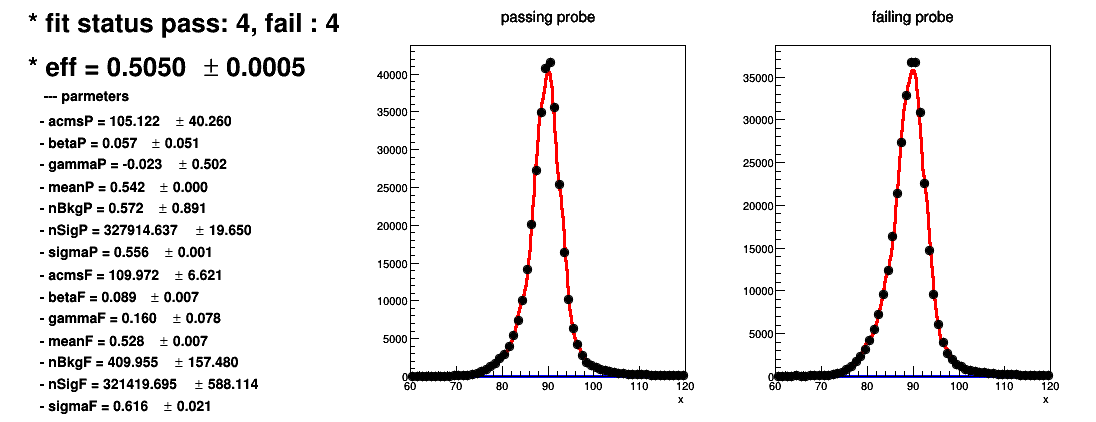 * fit status pass: 4, fail : 4
* eff = 0.5050 ± 0.0005
--- parmeters
- acmsP = 105.122 ± 40.260
- betaP = 0.057 ± 0.051
- gammaP = -0.023 ± 0.502
- meanP = 0.542 ± 0.000
- nBkgP = 0.572 ± 0.891
- nSigP = 327914.637 ± 19.650
- sigmaP = 0.556 ± 0.001
- acmsF = 109.972 ± 6.621
- betaF = 0.089 ± 0.007
- gammaF = 0.160 ± 0.078
- meanF = 0.528 ± 0.007
- nBkgF = 409.955 ± 157.480
- nSigF = 321419.695 ± 588.114
- sigmaF = 0.616 ± 0.021
passing probe
40000
35000
30000
25000
20000
15000
10000
5000
0
60 70 80 90 100 110 120
x
failing probe
35000
30000
25000
20000
15000
10000
5000
0
60 70 80 90 100 110 120
x